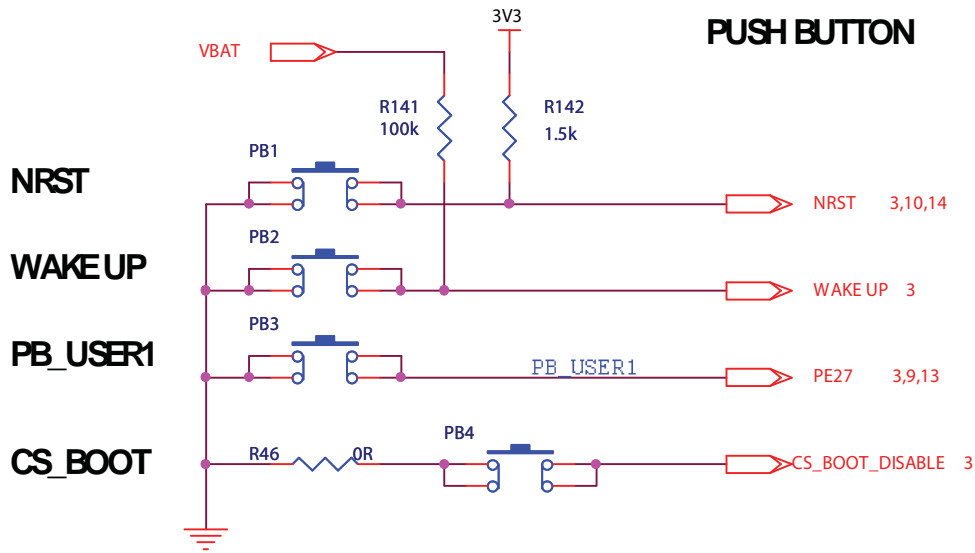 3V3
PUSH BUTTON
VBAT
R141
100k
R142
1.5k
PB1
NRST
NRST 3,10,14
PB2
WAKE UP
WAKE UP 3
PB3
PB_USER1
PB_USER1
PE27 3,9,13
PB4
CS_BOOT
R46 0R
CS_BOOT_DISABLE 3